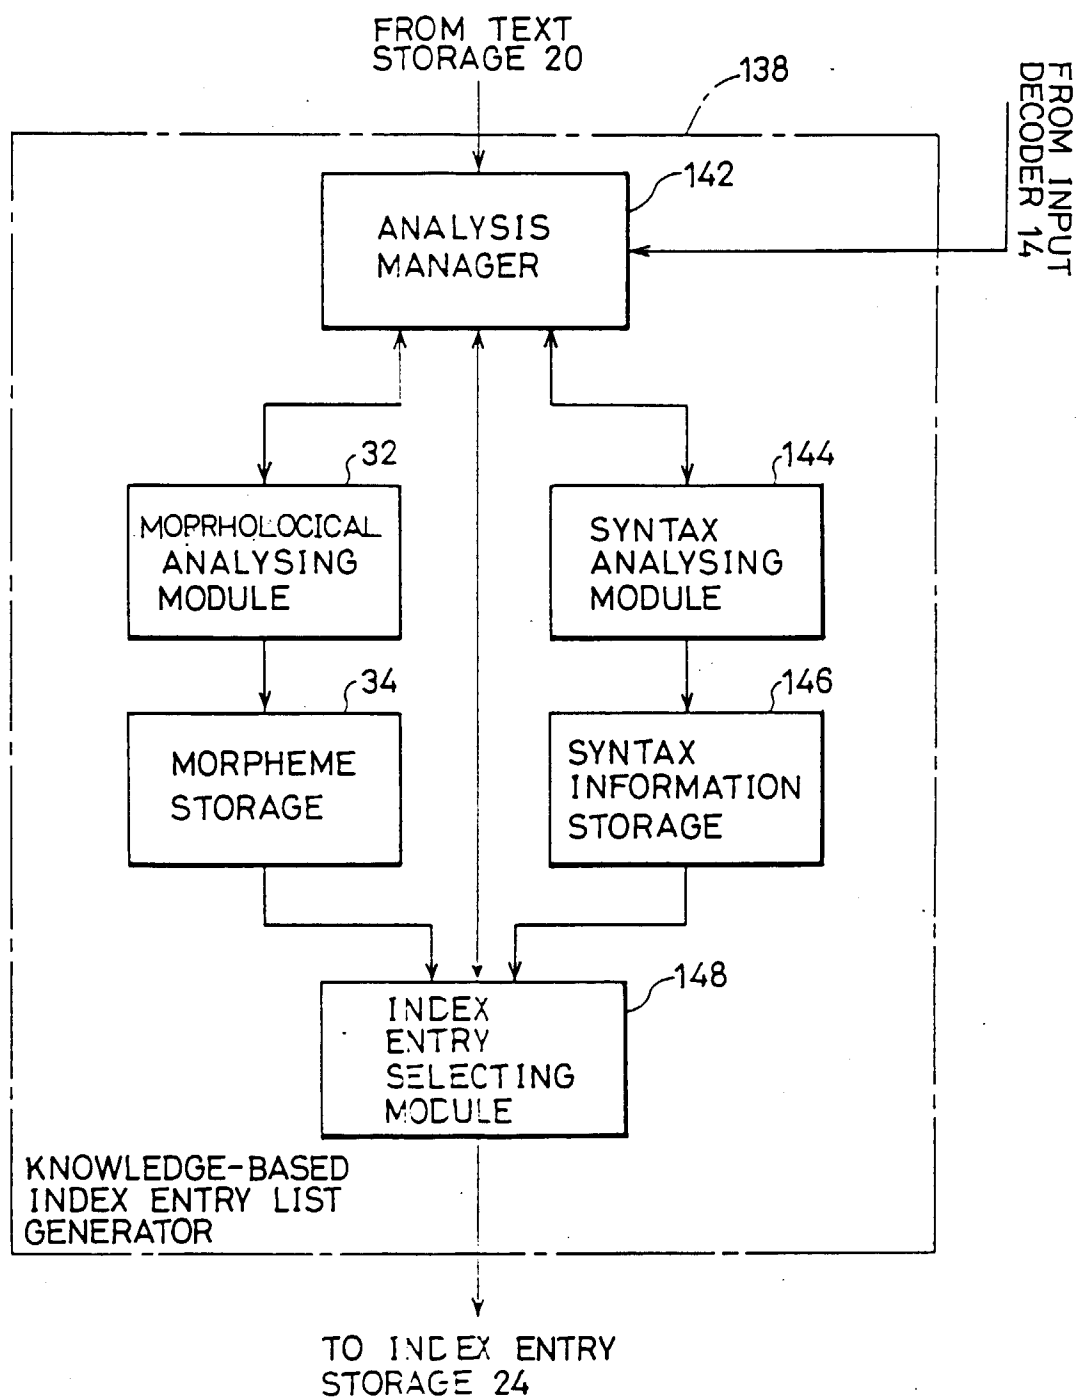 FROM TEXT
STORAGE 20
138
FROM INPUT
DECODER 14
142
ANALYSIS
MANAGER
32
MOPRHOLOCICAL
ANALYSING
MODULE
144
SYNTAX
ANALYSING
MODULE
34
MORPHEME
STORAGE
146
SYNTAX
INFORMATION
STORAGE
148
INDEX
ENTRY
SELECTING
MODULE
KNOWLEDGE-BASED
INDEX ENTRY LIST
GENERATOR
TO INDEX ENTRY
STORAGE 24